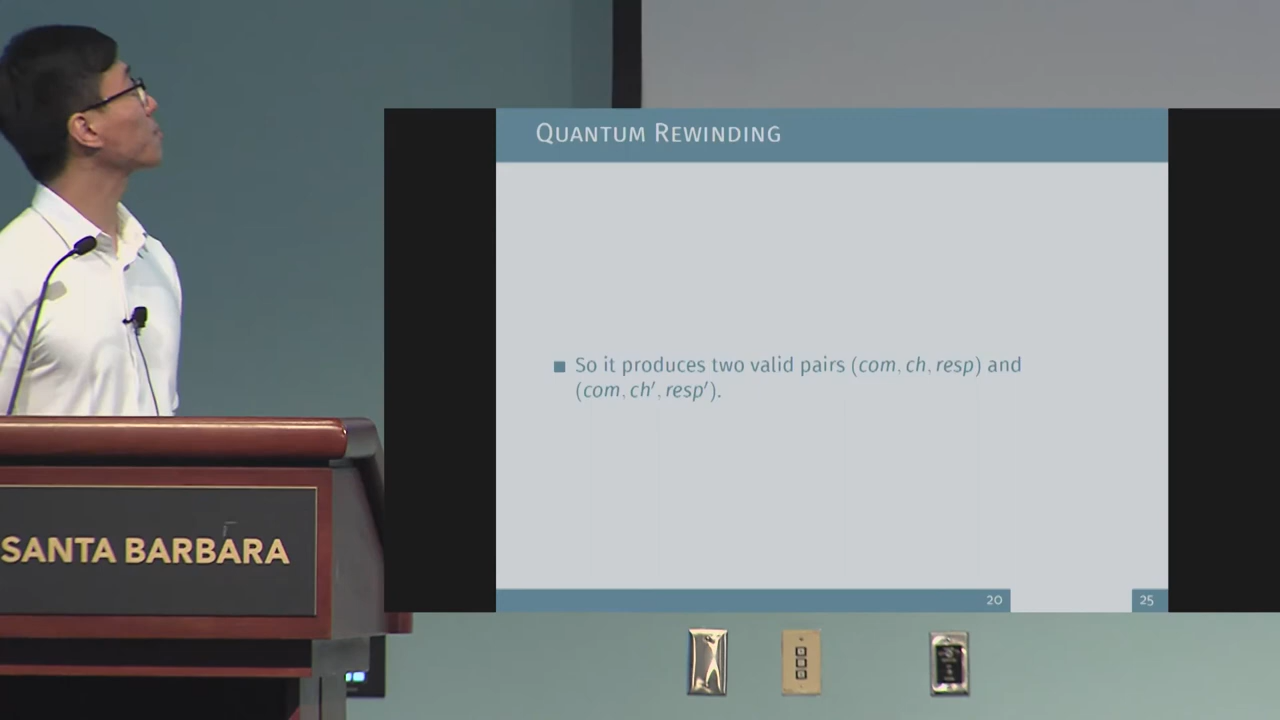 QUANTUM REWINDING
■ So it produces two valid pairs (com, ch, resp) and
(com, ch′, resp′).
20
25
SANTA BARBARA